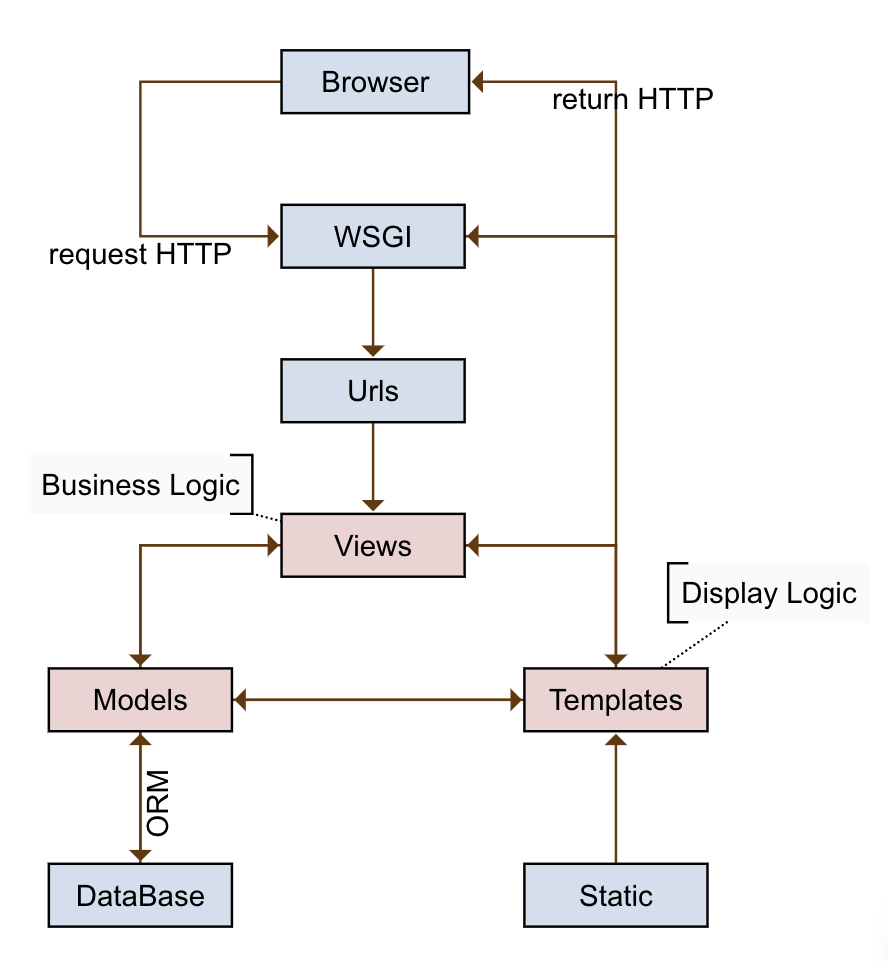 Browser
return HTTP
WSGI
request HTTP
Urls
Business Logic
Views
Display Logic
Models
Templates
ORM
DataBase
Static